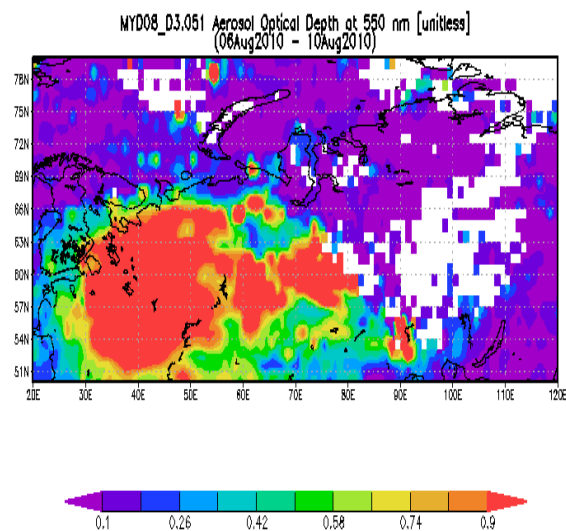 MYD08_D3.051 Aerosol Optical Depth at 550 nm [unitless]
(06Aug2010 - 10Aug2010)
78N
75N
72N
69N
66N
63N
60N
57N
54N
51N
20E 30E 40E 50E 60E 70E 80E 90E 100E 110E 120E
0.1 0.26 0.42 0.58 0.74 0.9